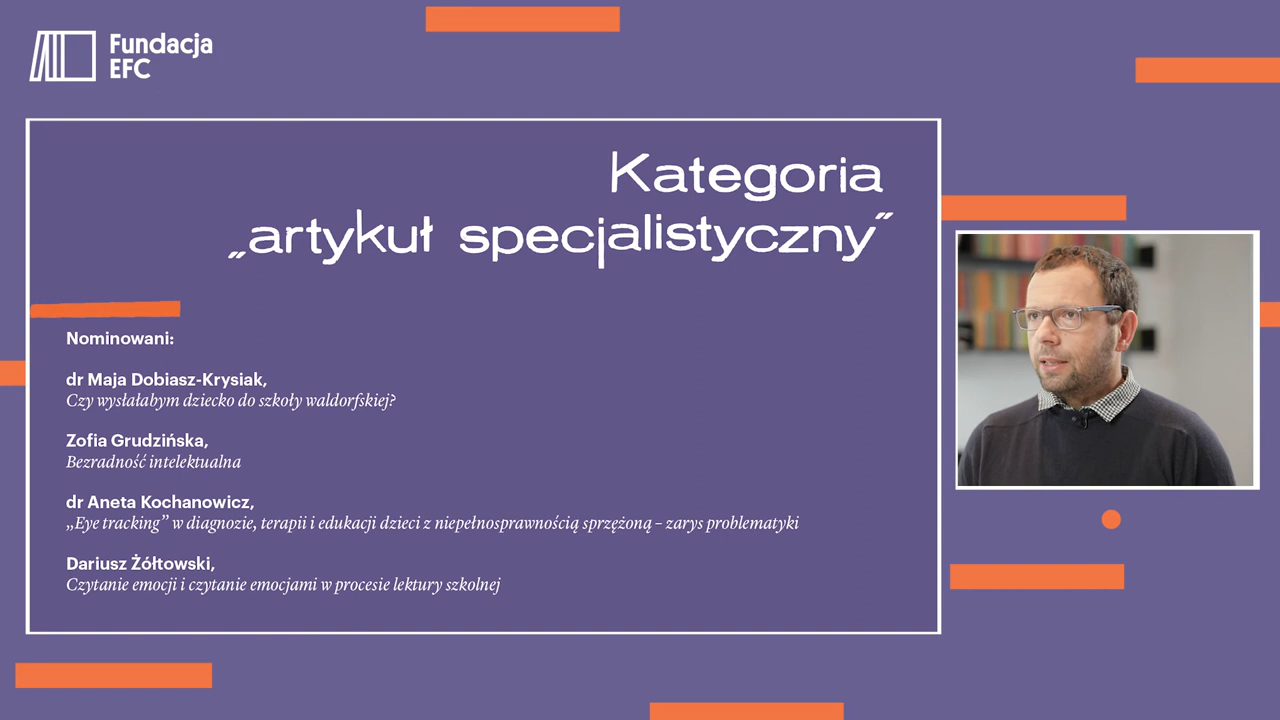 Fundacja
EFC
Kategoria
„artykuł specjalistyczny”
Nominowani:
dr Maja Dobiasz-Krysiak,
Czy wysłałabym dziecko do szkoły waldorfskiej?
Zofia Grudzińska,
Bezradność intelektualna
dr Aneta Kochanowicz,
„Eye tracking” w diagnozie, terapii i edukacji dzieci z niepełnosprawnością sprzężoną – zarys problematyki
Dariusz Żółtowski,
Czytanie emocji i czytanie emocjami w procesie lektury szkolnej